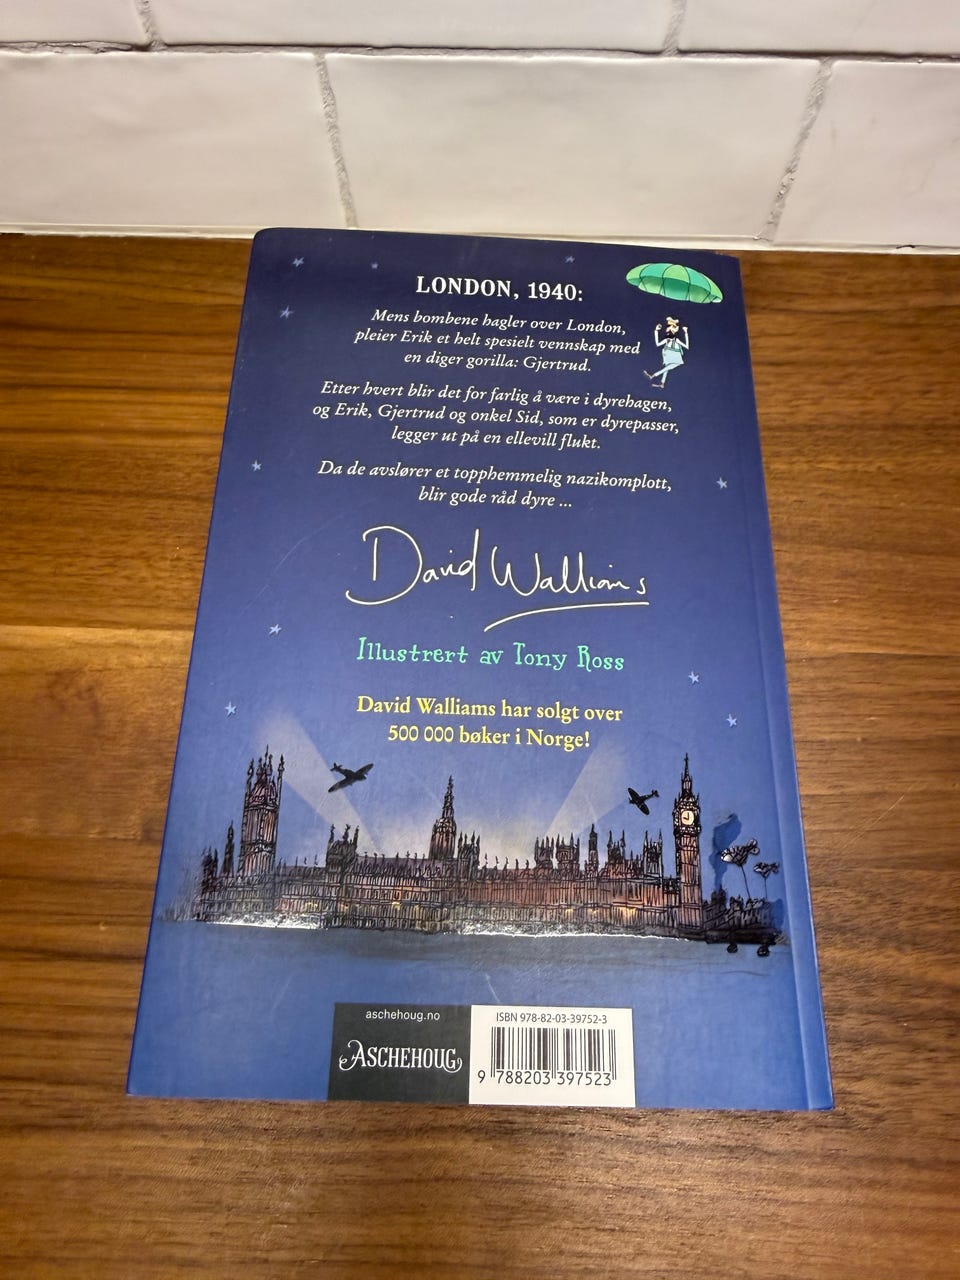 LONDON, 1940:
Mens bombene hagler over London,
pleier Erik et helt spesielt vennskap med
en diger gorilla: Gjertrud.
Etter hvert blir det for farlig å være i dyrehagen,
og Erik, Gjertrud og onkel Sid, som er dyrepasser,
legger ut på en ellevill flukt.
Da de avslører et topphemmelig nazikomplott,
blir gode råd dyre ...
David Walliams
Illustrert av Tony Ross
David Walliams har solgt over
500 000 bøker i Norge!
aschehoug.no
ASCHEHOUG
ISBN 978-82-03-39752-3
9 788203 397523